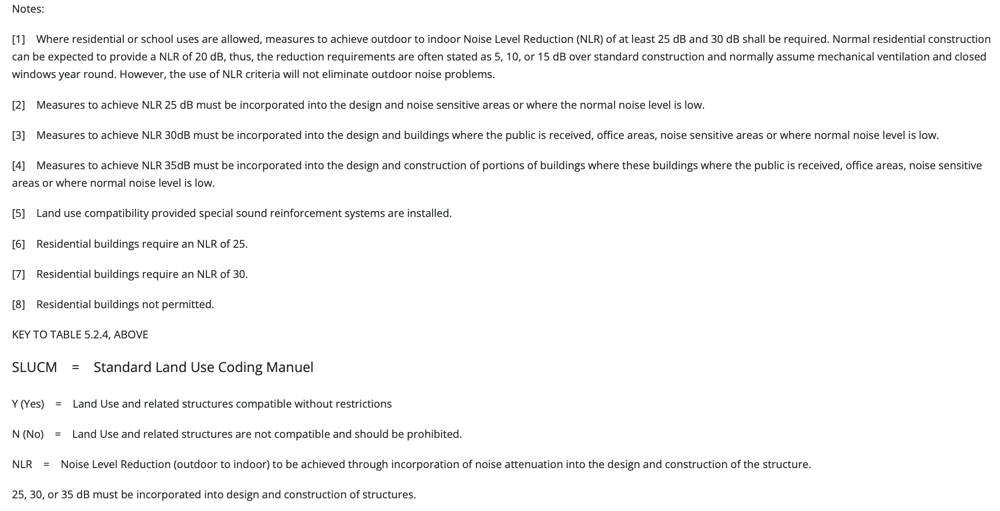 Notes:
[1] Where residential or school uses are allowed, measures to achieve outdoor to indoor Noise Level Reduction (NLR) of at least 25 dB and 30 dB shall be required. Normal residential construction
can be expected to provide a NLR of 20 dB, thus, the reduction requirements are often stated as 5, 10, or 15 dB over standard construction and normally assume mechanical ventilation and closed
windows year round. However, the use of NLR criteria will not eliminate outdoor noise problems.
[2] Measures to achieve NLR 25 dB must be incorporated into the design and noise sensitive areas or where the normal noise level is low.
[3] Measures to achieve NLR 30dB must be incorporated into the design and buildings where the public is received, office areas, noise sensitive areas or where normal noise level is low.
[4] Measures to achieve NLR 35dB must be incorporated into the design and construction of portions of buildings where these buildings where the public is received, office areas, noise sensitive
areas or where normal noise level is low.
[5] Land use compatibility provided special sound reinforcement systems are installed.
[6] Residential buildings require an NLR of 25.
[7] Residential buildings require an NLR of 30.
[8] Residential buildings not permitted.
KEY TO TABLE 5.2.4, ABOVE
SLUCM = Standard Land Use Coding Manuel
Y (Yes) = Land Use and related structures compatible without restrictions
N (No) = Land Use and related structures are not compatible and should be prohibited.
NLR = Noise Level Reduction (outdoor to indoor) to be achieved through incorporation of noise attenuation into the design and construction of the structure.
25, 30, or 35 dB must be incorporated into design and construction of structures.